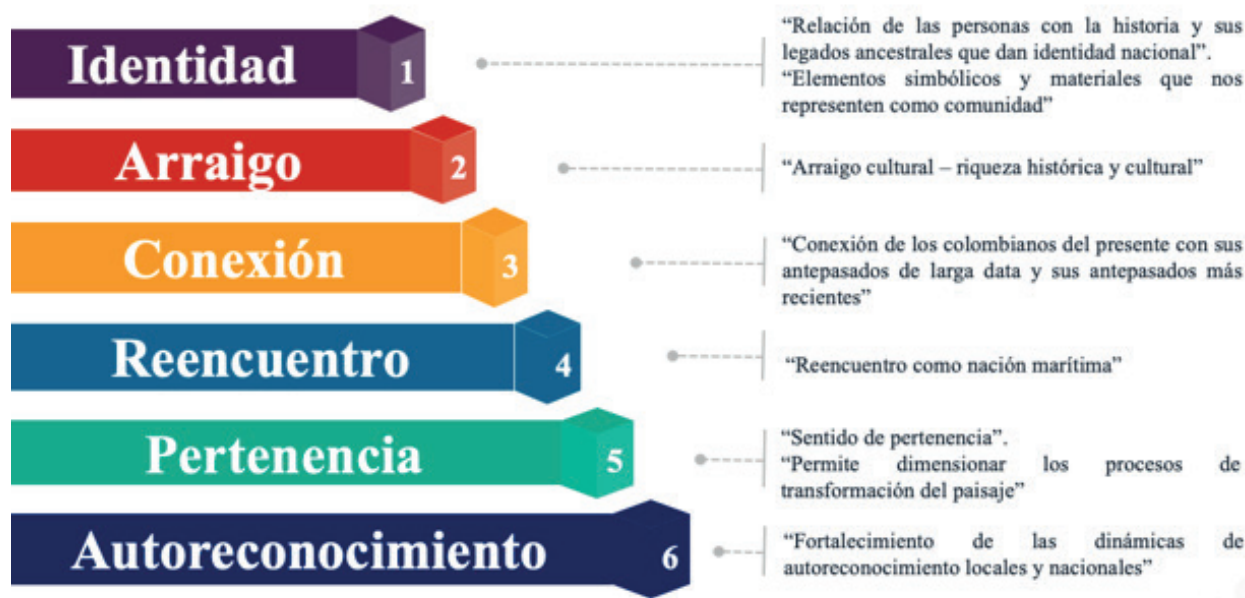 Identidad
1
“Relación de las personas con la historia y sus
legados ancestrales que dan identidad nacional”.
“Elementos simbólicos y materiales que nos
representen como comunidad”
Arraigo
2
“Arraigo cultural – riqueza histórica y cultural”
Conexión
3
“Conexión de los colombianos del presente con sus
antepasados de larga data y sus antepasados más
recientes”
Reencuentro
4
“Reencuentro como nación marítima”
Pertenencia
5
“Sentido de pertenencia”.
“Permite dimensionar los procesos de
transformación del paisaje”
Autoreconocimiento
6
“Fortalecimiento de las dinámicas de
autoreconocimiento locales y nacionales”